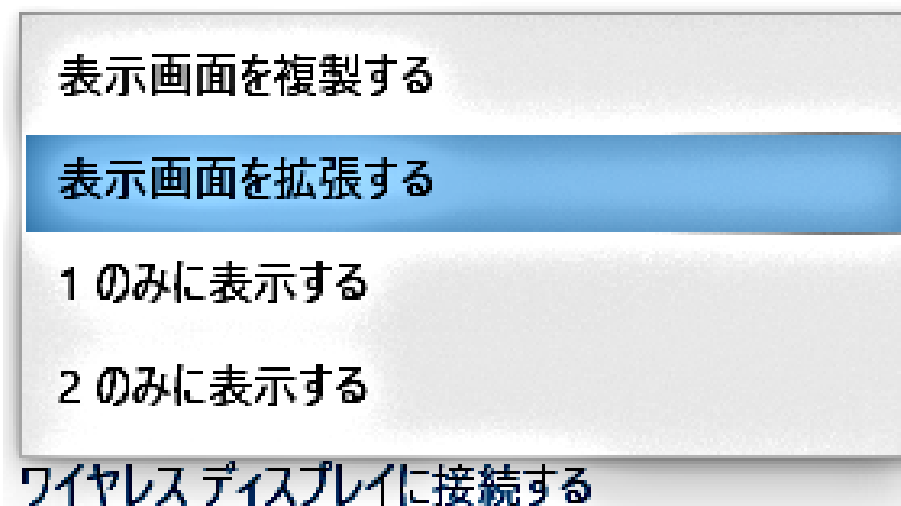 表示画面を複製する
表示画面を拡張する
1 のみに表示する
2 のみに表示する
ワイヤレス ディスプレイに接続する